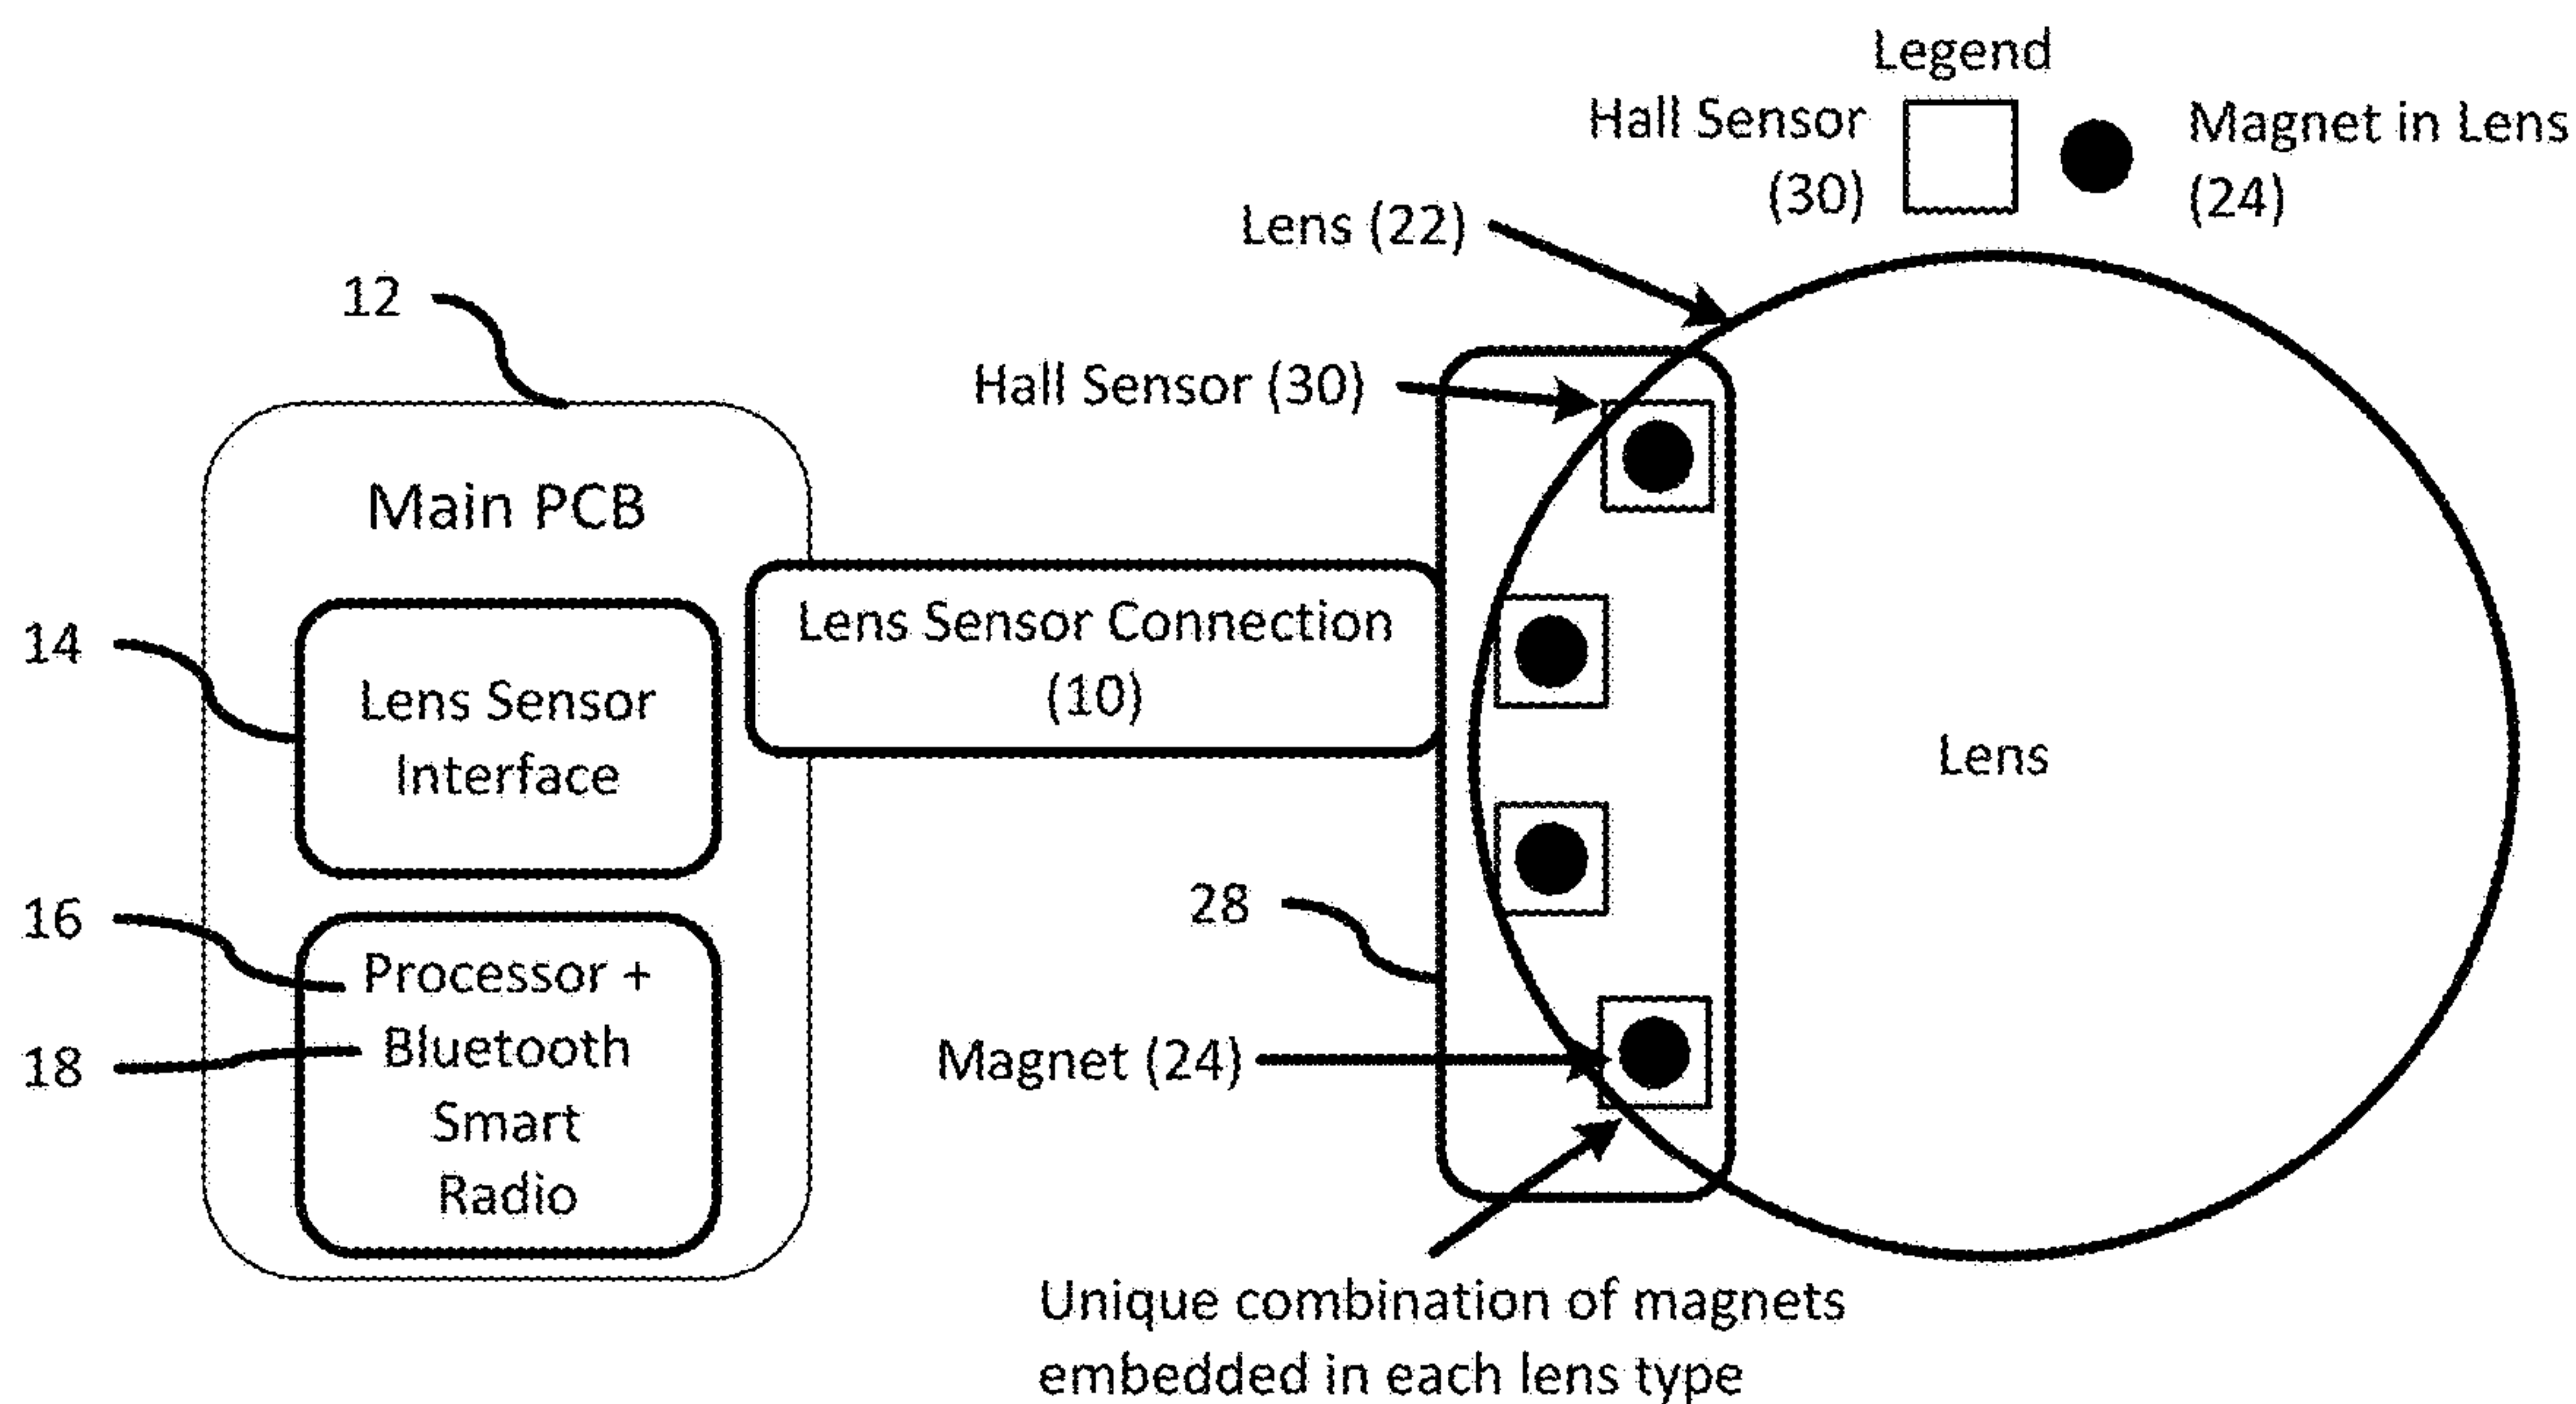 Legend
Hall Sensor
(30)
Magnet in Lens
(24)
Lens (22)
12
Hall Sensor (30)
Main PCB
Lens Sensor Connection
(10)
14
Lens Sensor
Interface
Lens
28
16
Processor +
Bluetooth
Smart
Radio
18
Magnet (24)
Unique combination of magnets
embedded in each lens type